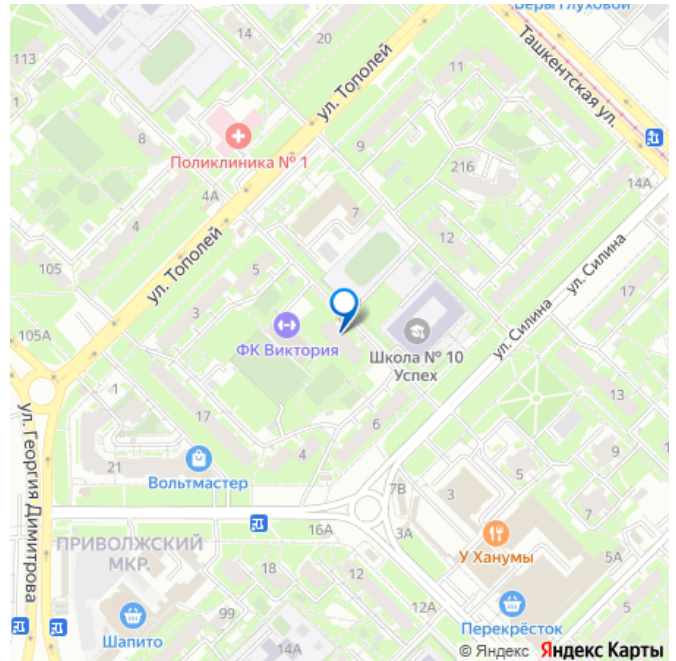 Веры Глуховой
14
20
113
11
Ташкентская ул.
ул. Тополей
1
8
9
Поликлиника № 1
216
14А
4А
7
4
12
ул. Силина
105
ул. Тополей
5
17
3
ФК Виктория
ул. Силина
105А
Школа № 10
Успех
1
13
17
6
9
ул. Георгия Димитрова
21
4
5
Вольтмастер
7В
3
7
16А
3А
У Ханумы
ПРИВОЛЖСКИЙ
МКР.
18
5А
12
99
12А
5
Шапито
Перекрёсток
14А
© Яндекс Яндекс Карты